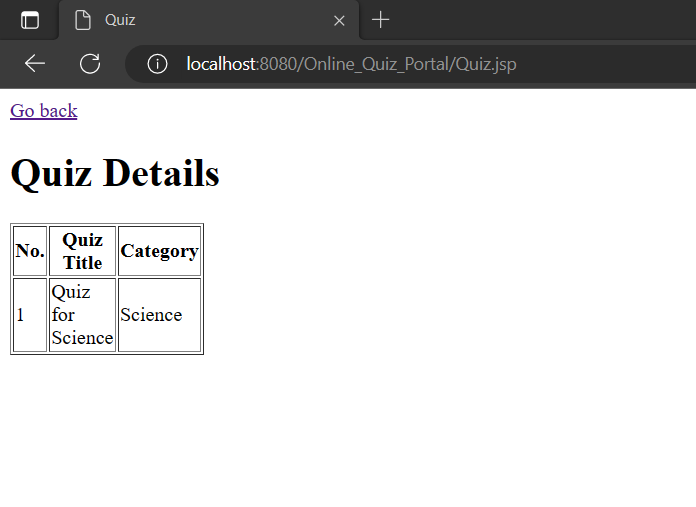 Quiz
localhost:8080/Online_Quiz_Portal/Quiz.jsp
Go back
Quiz Details
No. Quiz Title Category
1 Quiz for Science Science